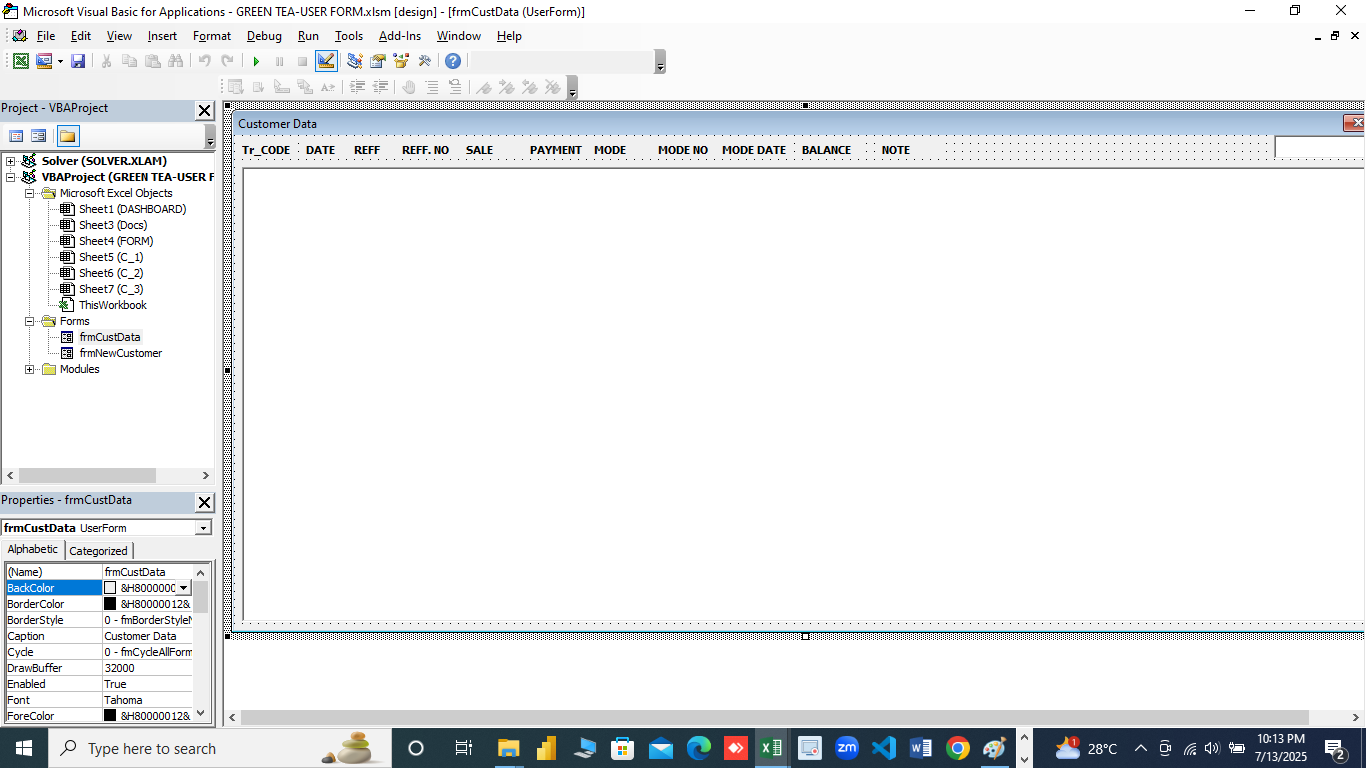 Microsoft Visual Basic for Applications - GREEN TEA-USER FORM.xlsm [design] - [frmCustData (UserForm)]
File Edit View Insert Format Debug Run Tools Add-Ins Window Help
Project - VBAProject
Solver (SOLVER.XLAM)
VBAProject (GREEN TEA-USER F
Microsoft Excel Objects
Sheet1 (DASHBOARD)
Sheet3 (Docs)
Sheet4 (FORM)
Sheet5 (C_1)
Sheet6 (C_2)
Sheet7 (C_3)
ThisWorkbook
Forms
frmCustData
frmNewCustomer
Modules
Properties - frmCustData
frmCustData UserForm
Alphabetic Categorized
(Name) frmCustData
BackColor &H8000000
BorderColor &H80000012&
BorderStyle 0 - fmBorderStyleN
Caption Customer Data
Cycle 0 - fmCycleAllForm
DrawBuffer 32000
Enabled True
Font Tahoma
ForeColor &H80000012&
Customer Data
Tr_CODE DATE REFF REFF. NO SALE PAYMENT MODE MODE NO MODE DATE BALANCE NOTE
Type here to search
zm
1
28°C
10:13 PM
7/13/2025
2